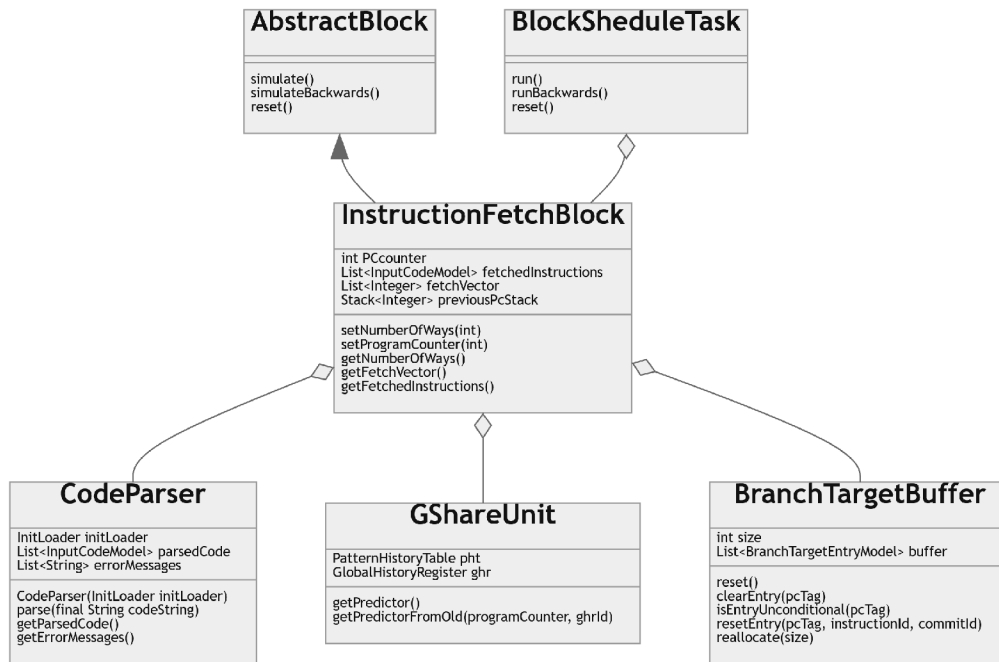 AbstractBlock
simulate()
simulateBackwards()
reset()
BlockSheduleTask
run()
runBackwards()
reset()
InstructionFetchBlock
int PCcounter
List<InputCodeModel> fetchedInstructions
List<Integer> fetchVector
Stack<Integer> previousPcStack
setNumberOfWays(int)
setProgramCounter(int)
getNumberOfWays()
getFetchVector()
getFetchedInstructions()
CodeParser
InitLoader initLoader
List<InputCodeModel> parsedCode
List<String> errorMessages
CodeParser(InitLoader initLoader)
parse(final String codeString)
getParsedCode()
getErrorMessages()
GShareUnit
PatternHistoryTable pht
GlobalHistoryRegister ghr
getPredictor()
getPredictorFromOld(programCounter, ghrId)
BranchTargetBuffer
int size
List<BranchTargetEntryModel> buffer
reset()
clearEntry(pcTag)
isEntryUnconditional(pcTag)
resetEntry(pcTag, instructionId, commitId)
reallocate(size)